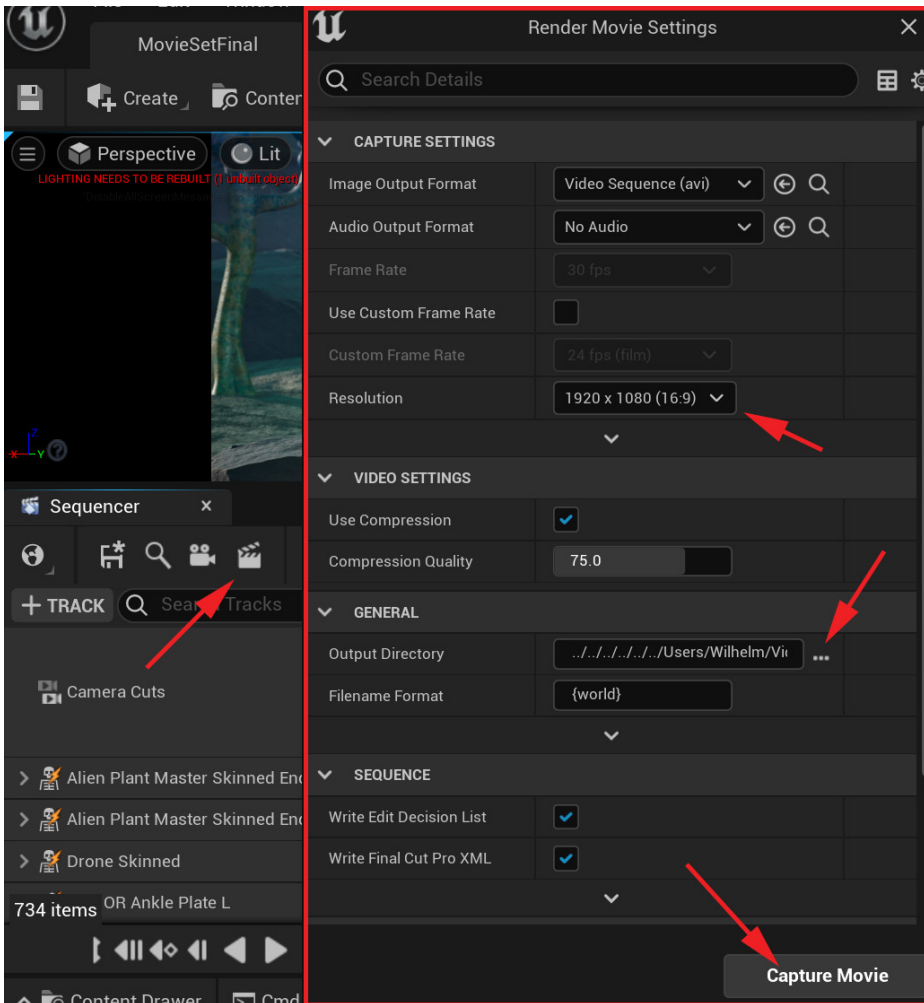 MovieSetFinal
Create
Conter
Perspective
Lit
LIGHTING NEEDS TO BE REBUILT (1 unbuilt object)
Sequencer
+ TRACK
Search Tracks
Camera Cuts
Alien Plant Master Skinned End
Alien Plant Master Skinned End
Drone Skinned
OR Ankle Plate L
734 items
Content Drawer
Cmd
Render Movie Settings
Search Details
CAPTURE SETTINGS
Image Output Format
Video Sequence (avi)
Audio Output Format
No Audio
Frame Rate
30 fps
Use Custom Frame Rate
Custom Frame Rate
24 fps (film)
Resolution
1920 x 1080 (16:9)
VIDEO SETTINGS
Use Compression
Compression Quality
75.0
GENERAL
Output Directory
../../../../../../Users/Wilhelm/Vi
Filename Format
{world}
SEQUENCE
Write Edit Decision List
Write Final Cut Pro XML
Capture Movie